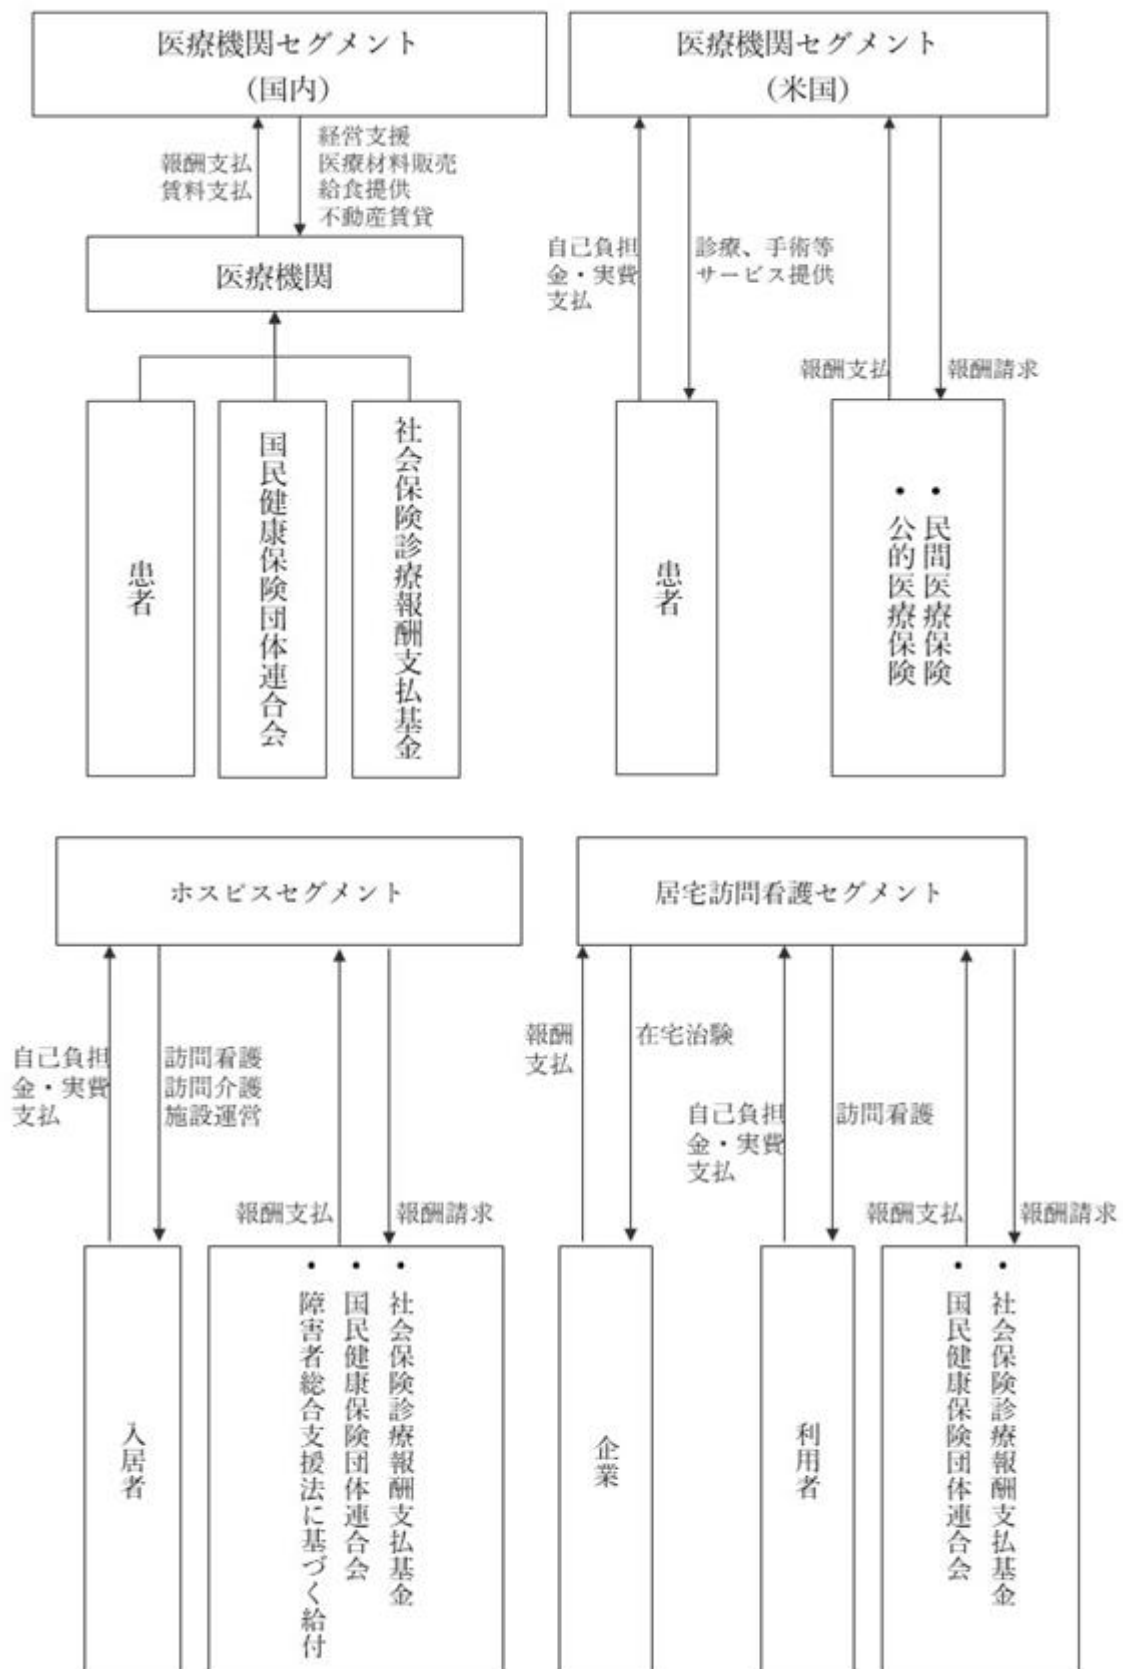 医療機関セグメント
(国内)
報酬支払
賃料支払
経営支援
医療材料販売
給食提供
不動産賃貸
医療機関
患者
国民健康保険団体連合会
社会保険診療報酬支払基金
医療機関セグメント
(米国)
自己負担
金・実費
支払
診療、手術等
サービス提供
報酬支払
報酬請求
患者
・民間医療保険
・公的医療保険
ホスピスセグメント
自己負担
金・実費
支払
訪問看護
訪問介護
施設運営
報酬支払
報酬請求
入居者
・社会保険診療報酬支払基金
・国民健康保険団体連合会
・障害者総合支援法に基づく給付
居宅訪問看護セグメント
報酬
支払
在宅治験
自己負担
金・実費
支払
訪問看護
報酬支払
報酬請求
企業
利用者
・社会保険診療報酬支払基金
・国民健康保険団体連合会